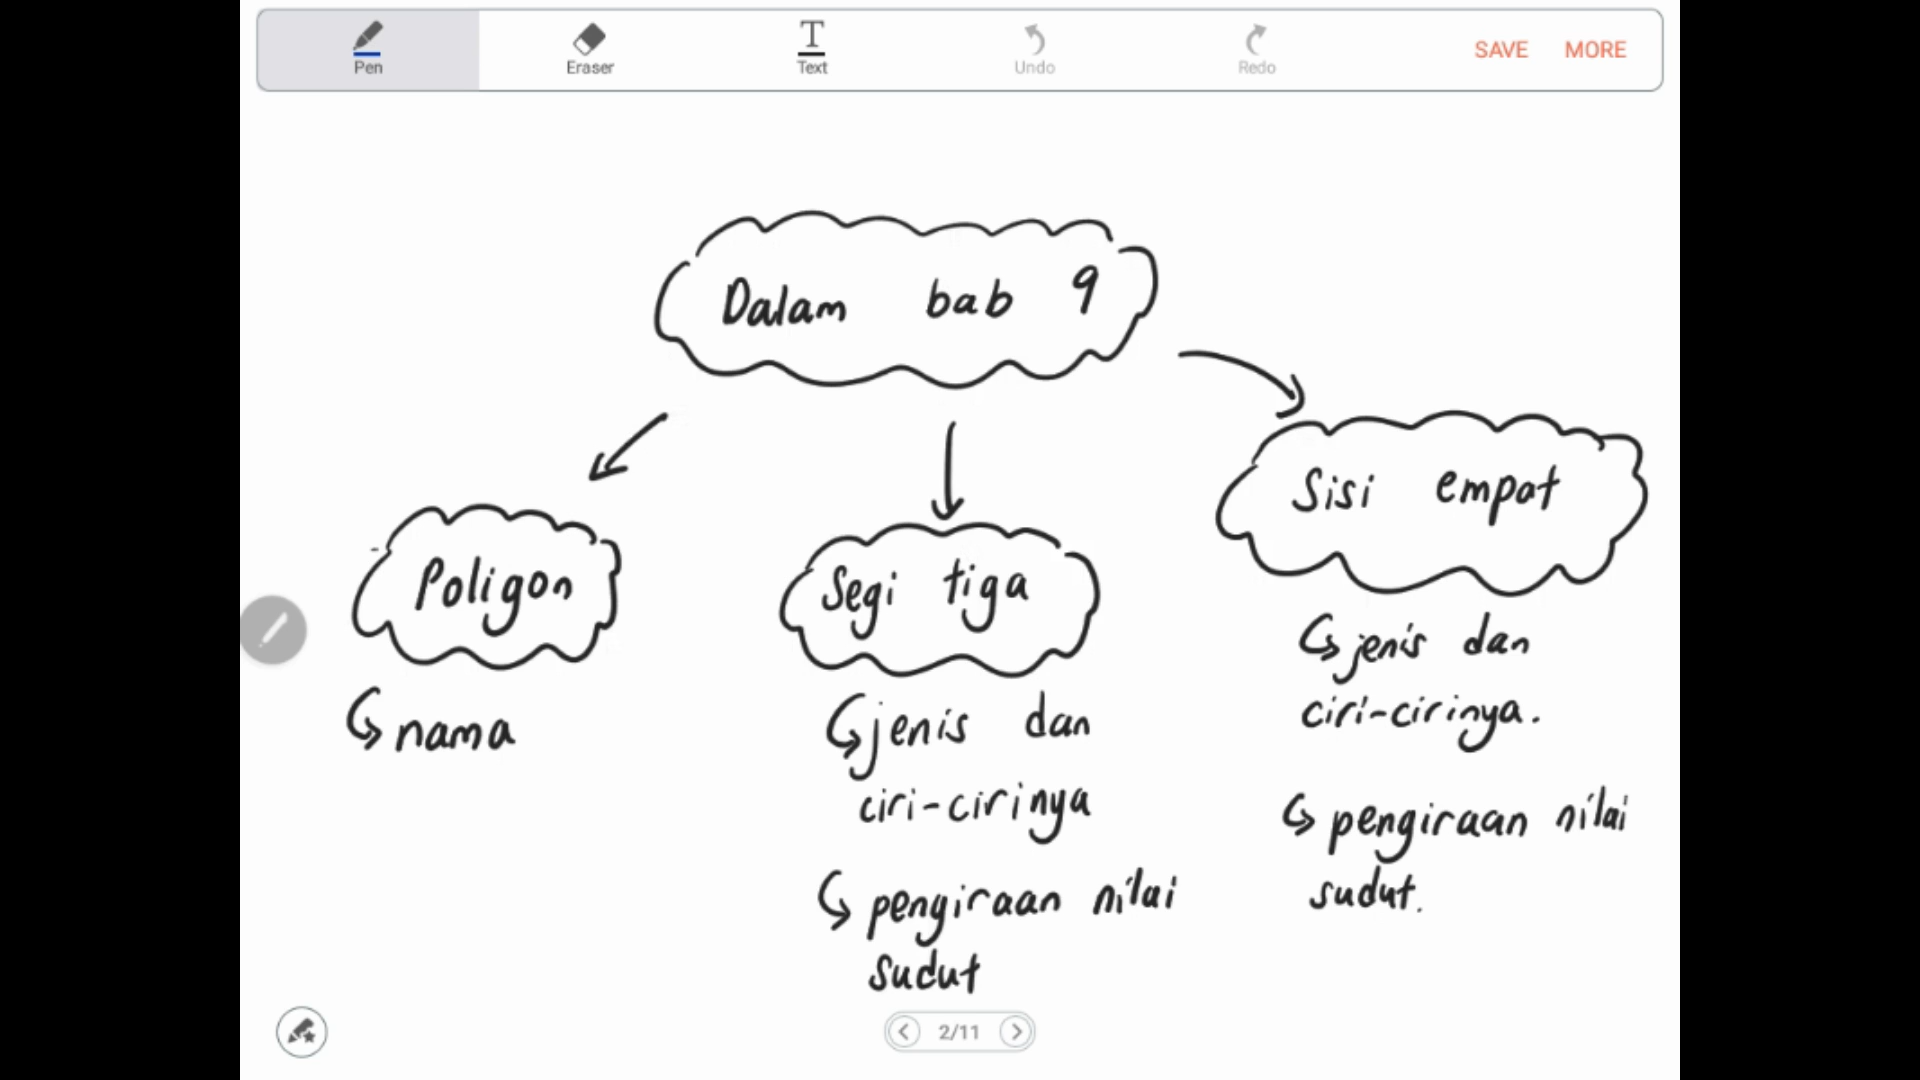 Pen
Eraser
Text
Undo
Redo
SAVE
MORE
Dalam bab 9
Poligon
nama
Segi tiga
jenis dan
ciri-cirinya
pengiraan nilai
sudut
Sisi empat
jenis dan
ciri-cirinya.
pengiraan nilai
sudut.
2/11